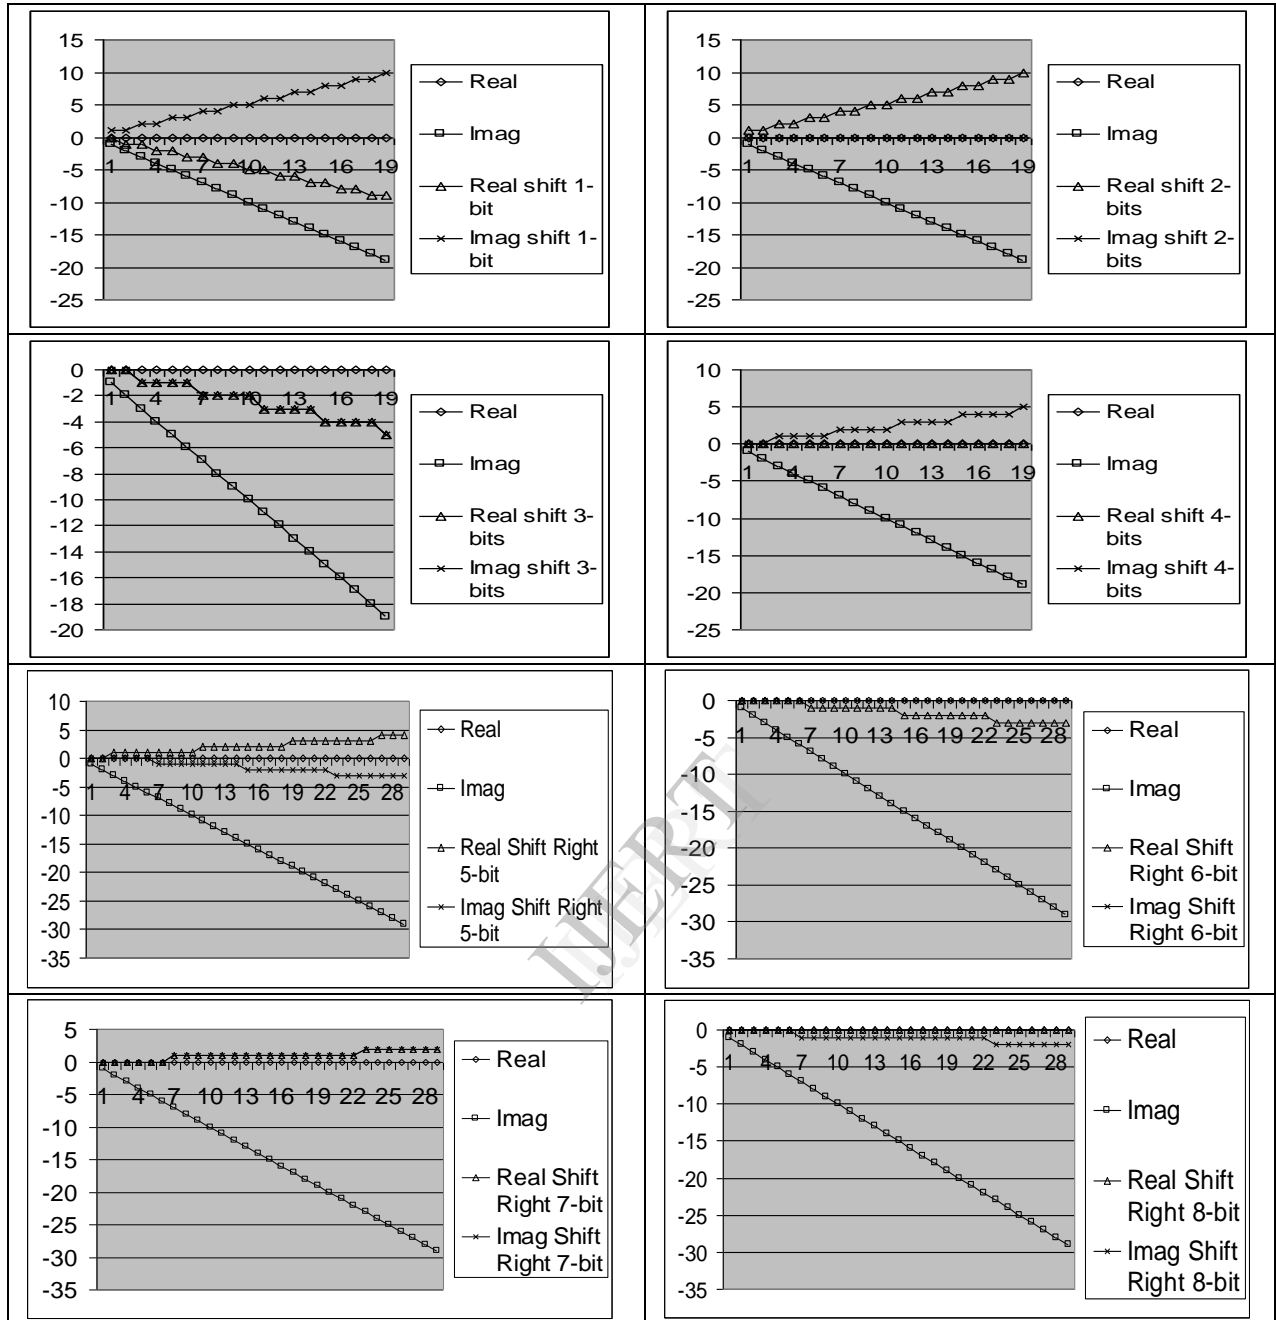 15
10
5
0
-5
-10
-15
-20
-25
1 4 7 10 13 16 19
Real
Imag
Real shift 1-
bit
Imag shift 1-
bit
15
10
5
0
-5
-10
-15
-20
-25
1 4 7 10 13 16 19
Real
Imag
Real shift 2-
bits
Imag shift 2-
bits
0
-2
-4
-6
-8
-10
-12
-14
-16
-18
-20
1 4 7 10 13 16 19
Real
Imag
Real shift 3-
bits
Imag shift 3-
bits
10
5
0
-5
-10
-15
-20
-25
1 4 7 10 13 16 19
Real
Imag
Real shift 4-
bits
Imag shift 4-
bits
10
5
0
-5
-10
-15
-20
-25
-30
-35
1 4 7 10 13 16 19 22 25 28
Real
Imag
Real Shift Right
5-bit
Imag Shift Right
5-bit
0
-5
-10
-15
-20
-25
-30
-35
1 4 7 10 13 16 19 22 25 28
Real
Imag
Real Shift
Right 6-bit
Imag Shift
Right 6-bit
IJERT
5
0
-5
-10
-15
-20
-25
-30
-35
1 4 7 10 13 16 19 22 25 28
Real
Imag
Real Shift
Right 7-bit
Imag Shift
Right 7-bit
0
-5
-10
-15
-20
-25
-30
-35
1 4 7 10 13 16 19 22 25 28
Real
Imag
Real Shift
Right 8-bit
Imag Shift
Right 8-bit